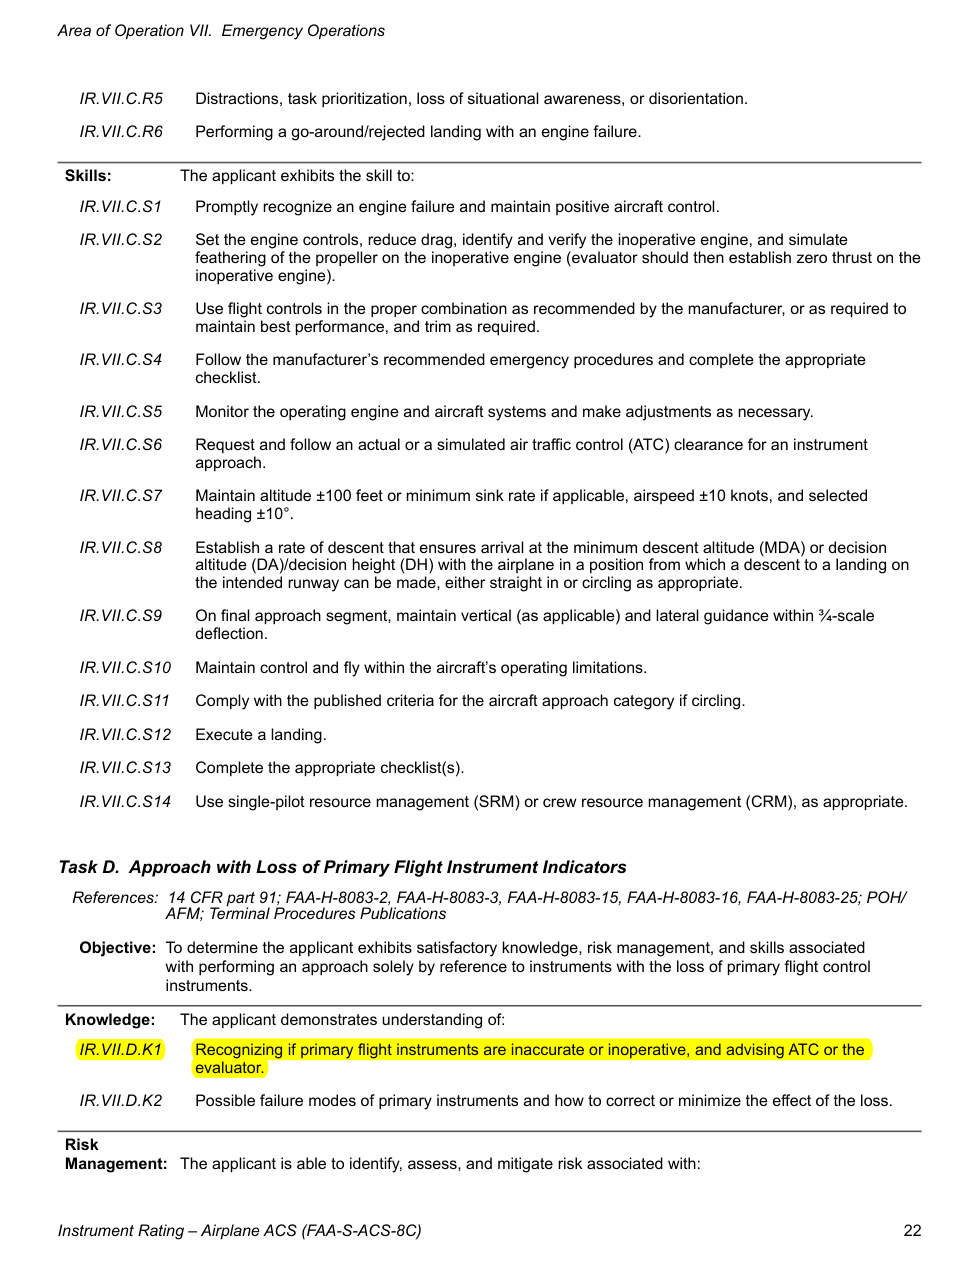 Area of Operation VII.  Emergency Operations
IR.VII.C.R5 Distractions, task prioritization, loss of situational awareness, or disorientation.
IR.VII.C.R6 Performing a go-around/rejected landing with an engine failure.
Skills: The applicant exhibits the skill to:
IR.VII.C.S1 Promptly recognize an engine failure and maintain positive aircraft control.
IR.VII.C.S2 Set the engine controls, reduce drag, identify and verify the inoperative engine, and simulate
feathering of the propeller on the inoperative engine (evaluator should then establish zero thrust on the
inoperative engine).
IR.VII.C.S3 Use flight controls in the proper combination as recommended by the manufacturer, or as required to
maintain best performance, and trim as required.
IR.VII.C.S4 Follow the manufacturer’s recommended emergency procedures and complete the appropriate
checklist.
IR.VII.C.S5 Monitor the operating engine and aircraft systems and make adjustments as necessary.
IR.VII.C.S6 Request and follow an actual or a simulated air traffic control (ATC) clearance for an instrument
approach.
IR.VII.C.S7 Maintain altitude ±100 feet or minimum sink rate if applicable, airspeed ±10 knots, and selected
heading ±10°.
IR.VII.C.S8 Establish a rate of descent that ensures arrival at the minimum descent altitude (MDA) or decision
altitude (DA)/decision height (DH) with the airplane in a position from which a descent to a landing on
the intended runway can be made, either straight in or circling as appropriate.
IR.VII.C.S9 On final approach segment, maintain vertical (as applicable) and lateral guidance within ¾-scale
deflection.
IR.VII.C.S10 Maintain control and fly within the aircraft’s operating limitations.
IR.VII.C.S11 Comply with the published criteria for the aircraft approach category if circling.
IR.VII.C.S12 Execute a landing.
IR.VII.C.S13 Complete the appropriate checklist(s).
IR.VII.C.S14 Use single-pilot resource management (SRM) or crew resource management (CRM), as appropriate.
Task D.  Approach with Loss of Primary Flight Instrument Indicators
References:  14 CFR part 91; FAA-H-8083-2, FAA-H-8083-3, FAA-H-8083-15, FAA-H-8083-16, FAA-H-8083-25; POH/
AFM; Terminal Procedures Publications
Objective: To determine the applicant exhibits satisfactory knowledge, risk management, and skills associated
with performing an approach solely by reference to instruments with the loss of primary flight control
instruments.
Knowledge: The applicant demonstrates understanding of:
IR.VII.D.K1 Recognizing if primary flight instruments are inaccurate or inoperative, and advising ATC or the
evaluator.
IR.VII.D.K2 Possible failure modes of primary instruments and how to correct or minimize the effect of the loss.
Risk
Management: The applicant is able to identify, assess, and mitigate risk associated with:
Instrument Rating – Airplane ACS (FAA-S-ACS-8C) 22